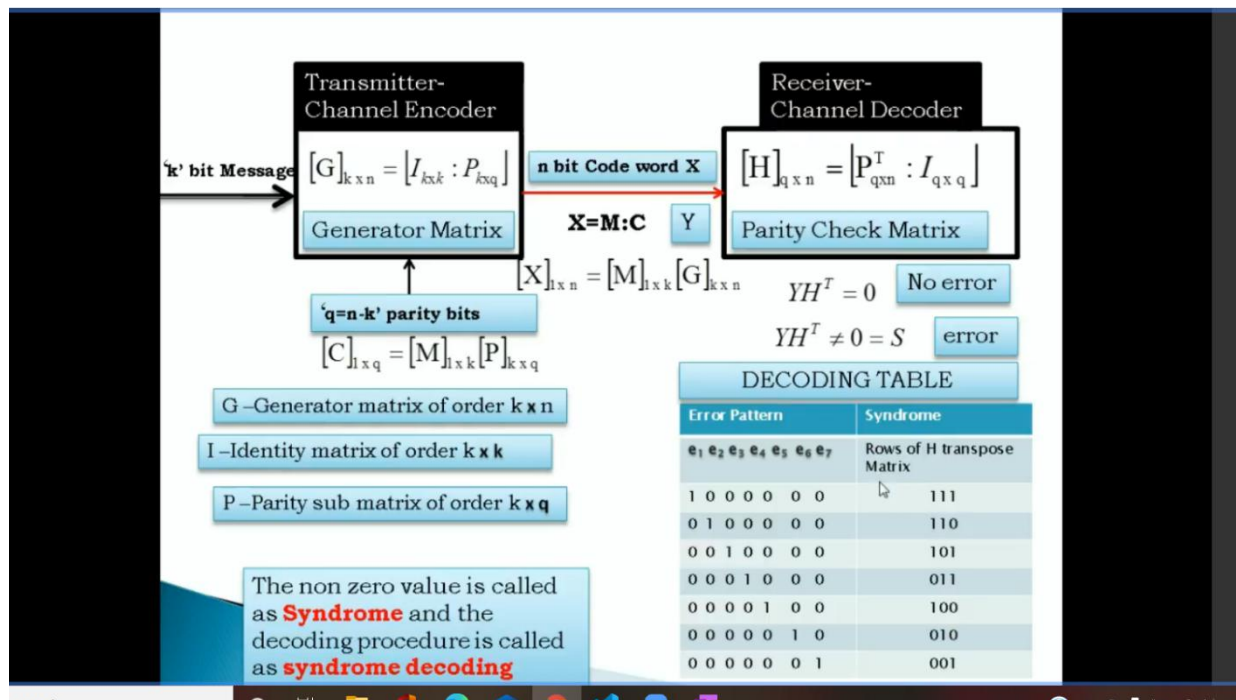 Transmitter-
Channel Encoder
Receiver-
Channel Decoder
‘k’ bit Message
[G]k x n = [Ikxk : Pkxq]
Generator Matrix
n bit Code word X
X=M:C
Y
[H]q x n = [PTqxn : Iq x q]
Parity Check Matrix
[X]1 x n = [M]1 x k[G]k x n
YHT = 0
No error
‘q=n-k’ parity bits
YHT ≠ 0 = S
error
[C]1 x q = [M]1 x k[P]k x q
DECODING TABLE
G –Generator matrix of order k x n
I –Identity matrix of order k x k
P –Parity sub matrix of order k x q
Error Pattern Syndrome
e1 e2 e3 e4 e5 e6 e7 Rows of H transpose
Matrix
1 0 0 0 0 0 0 111
0 1 0 0 0 0 0 110
0 0 1 0 0 0 0 101
0 0 0 1 0 0 0 011
0 0 0 0 1 0 0 100
0 0 0 0 0 1 0 010
0 0 0 0 0 0 1 001
The non zero value is called
as Syndrome and the
decoding procedure is called
as syndrome decoding